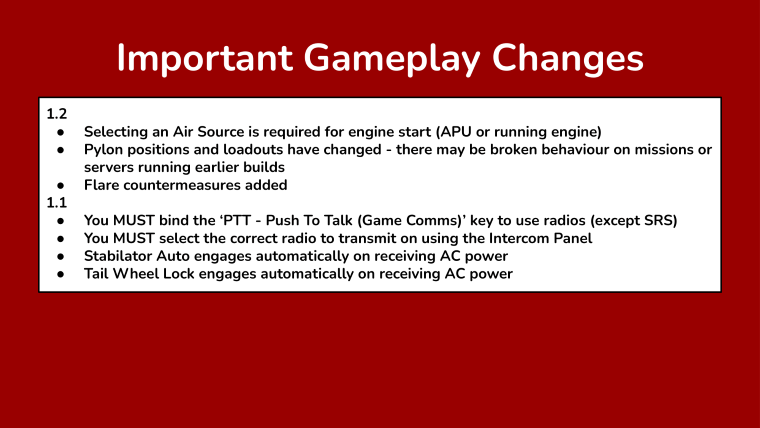 Important Gameplay Changes
1.2
● Selecting an Air Source is required for engine start (APU or running engine)
● Pylon positions and loadouts have changed - there may be broken behaviour on missions or
servers running earlier builds
● Flare countermeasures added
1.1
● You MUST bind the ‘PTT - Push To Talk (Game Comms)’ key to use radios (except SRS)
● You MUST select the correct radio to transmit on using the Intercom Panel
● Stabilator Auto engages automatically on receiving AC power
● Tail Wheel Lock engages automatically on receiving AC power